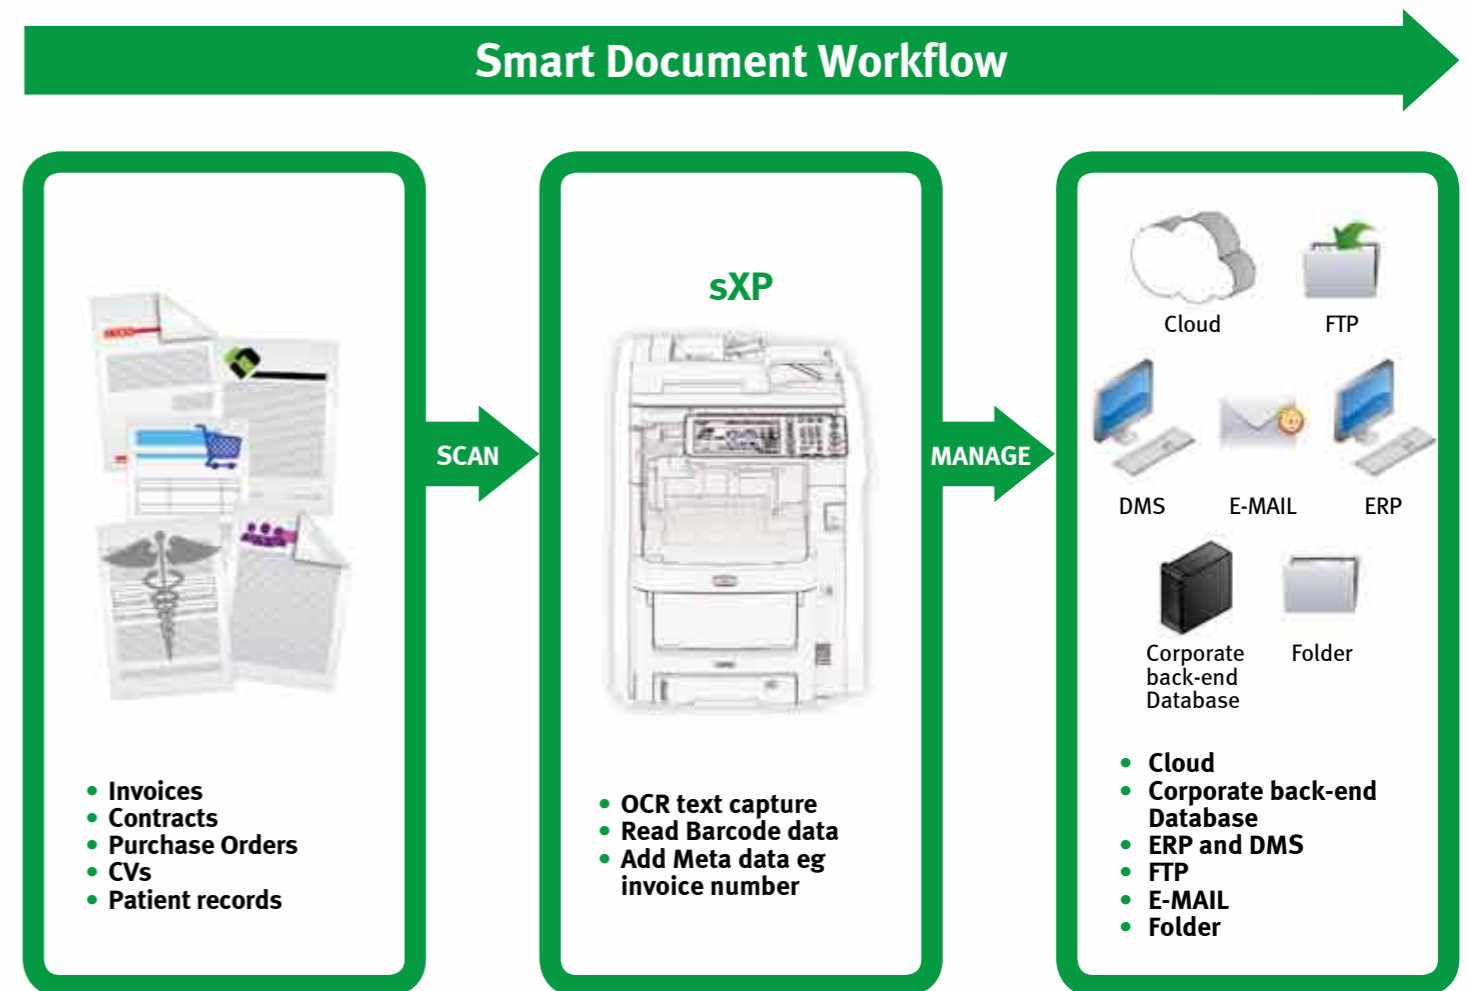 Smart Document Workflow
• Invoices
• Contracts
• Purchase Orders
• CVs
• Patient records
SCAN
sXP
• OCR text capture
• Read Barcode data
• Add Meta data eg
invoice number
MANAGE
Cloud
FTP
DMS
E-MAIL
ERP
Corporate
back-end
Database
Folder
• Cloud
• Corporate back-end
Database
• ERP and DMS
• FTP
• E-MAIL
• Folder